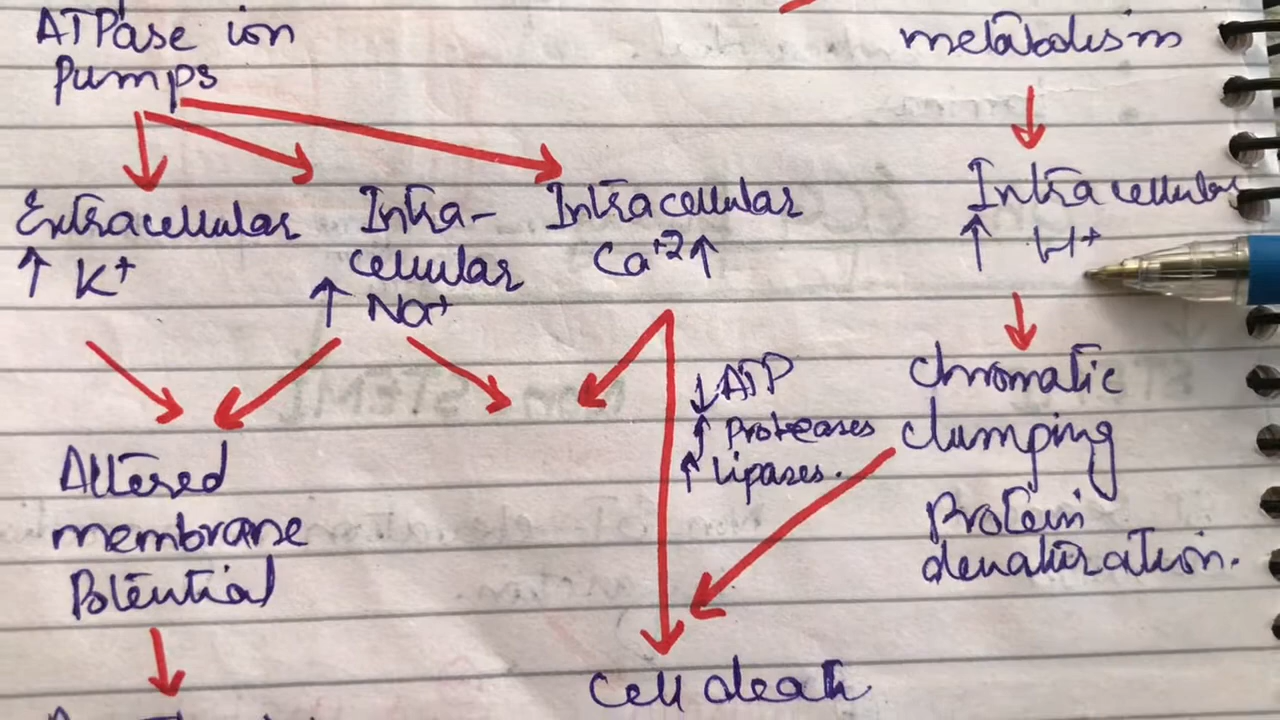 ATPase ion
Pumps
metabolism
Extracellular
↑ K+
Intra-
cellular
↑ Na+
Intracellular
Ca+2↑
Intracellular
↑ H+
↓ATP
↑ Proteases
↑ Lipases.
chromatic
clumping
Protein
denaturation.
Altered
membrane
Potential
Cell death